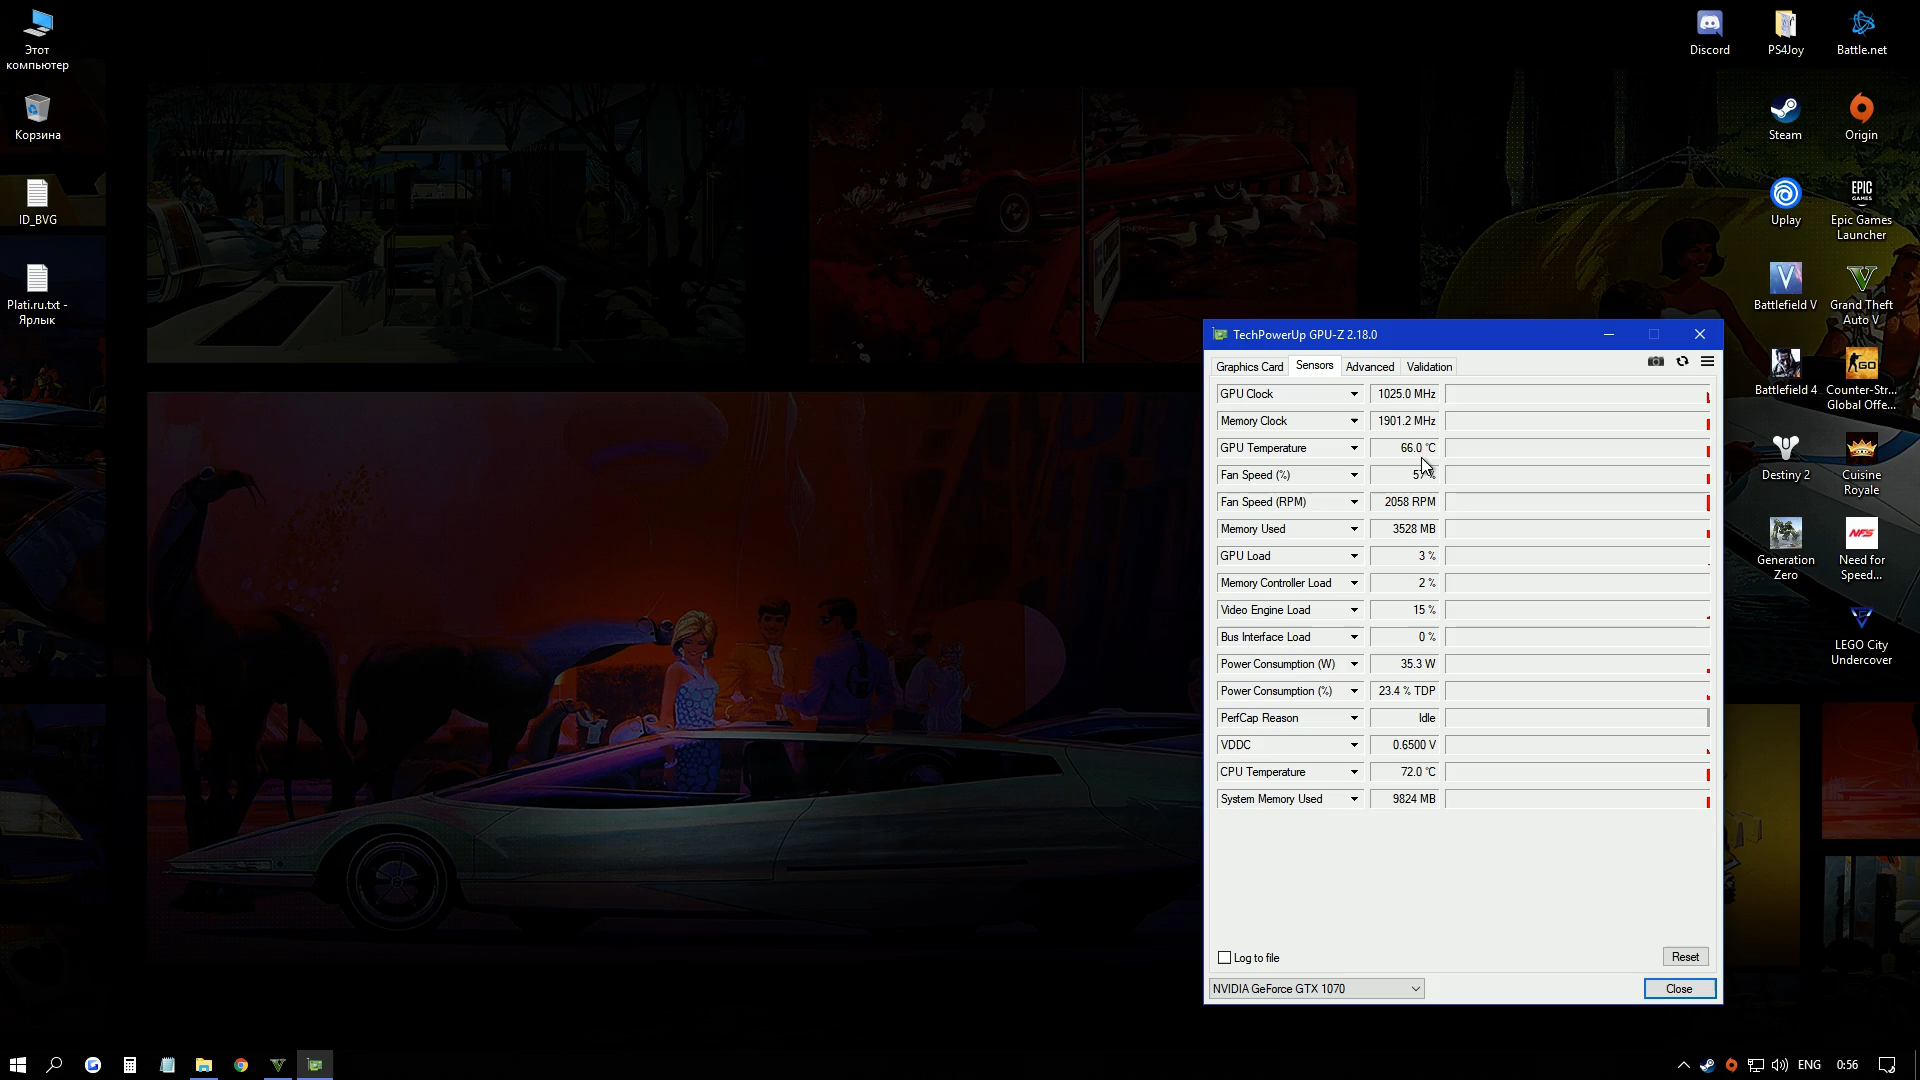 Этот
компьютер
Корзина
ID_BVG
Plati.ru.txt -
Ярлык
Discord
PS4Joy
Battle.net
Steam
Origin
Uplay
EPIC
GAMES
Epic Games
Launcher
Battlefield V
Grand Theft
Auto V
Battlefield 4
GO
Counter-Str...
Global Offe...
Destiny 2
Cuisine
Royale
Generation
Zero
NFS
Need for
Speed...
LEGO City
Undercover
TechPowerUp GPU-Z 2.18.0
Graphics Card
Sensors
Advanced
Validation
GPU Clock 1025.0 MHz
Memory Clock 1901.2 MHz
GPU Temperature 66.0 °C
Fan Speed (%)
Fan Speed (RPM) 2058 RPM
Memory Used 3528 MB
GPU Load 3 %
Memory Controller Load 2 %
Video Engine Load 15 %
Bus Interface Load 0 %
Power Consumption (W) 35.3 W
Power Consumption (%) 23.4 % TDP
PerfCap Reason Idle
VDDC 0.6500 V
CPU Temperature 72.0 °C
System Memory Used 9824 MB
Log to file
Reset
NVIDIA GeForce GTX 1070
Close
ENG
0:56